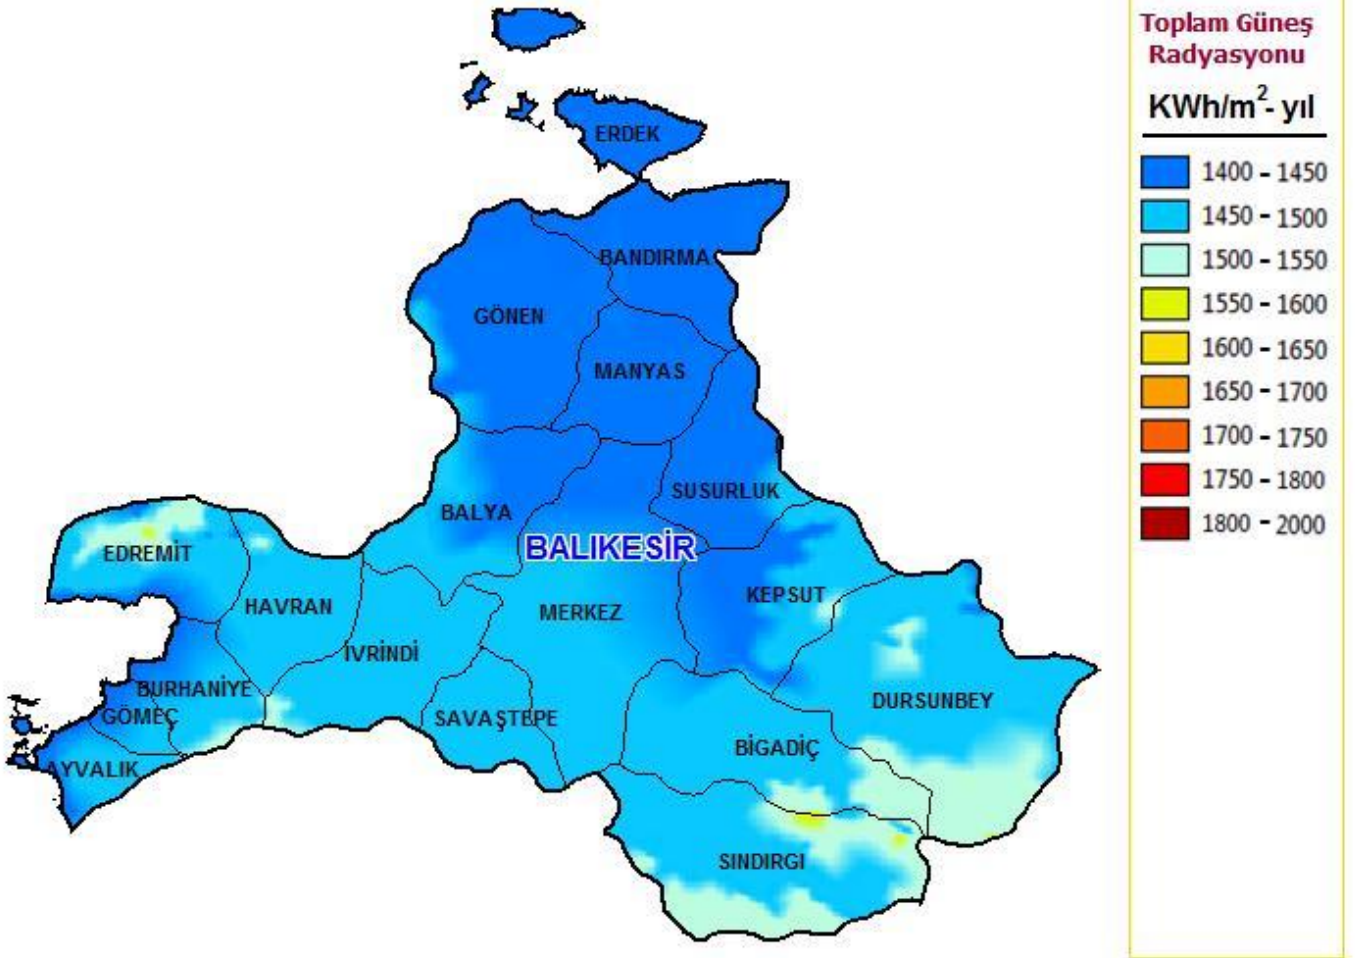 ERDEK
BANDIRMA
GÖNEN
MANYAS
SUSURLUK
BALYA
BALIKESİR
EDREMİT
KEPSUT
HAVRAN
MERKEZ
İVRİNDİ
BURHANİYE
DURSUNBEY
GÖMEÇ
SAVAŞTEPE
BİGADİÇ
AYVALIK
SINDIRGI
Toplam Güneş
Radyasyonu
KWh/m²- yıl
1400 - 1450
1450 - 1500
1500 - 1550
1550 - 1600
1600 - 1650
1650 - 1700
1700 - 1750
1750 - 1800
1800 - 2000